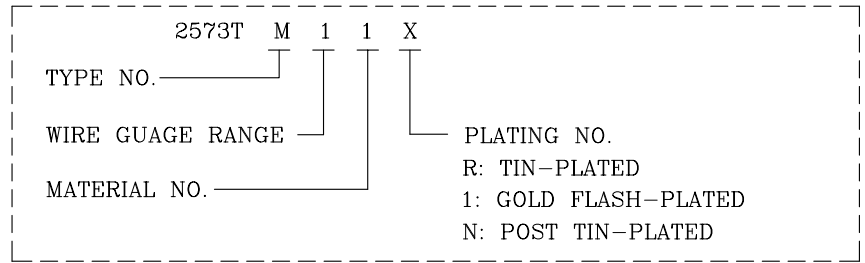 2573T M 1 1 X
TYPE NO.
WIRE GUAGE RANGE
MATERIAL NO.
PLATING NO.
R: TIN-PLATED
1: GOLD FLASH-PLATED
N: POST TIN-PLATED